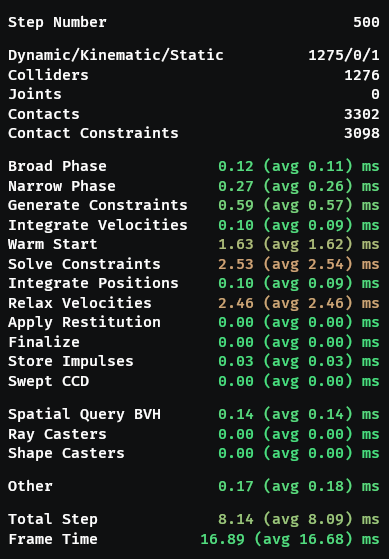 Step Number 500
Dynamic/Kinematic/Static 1275/0/1
Colliders 1276
Joints 0
Contacts 3302
Contact Constraints 3098
Broad Phase 0.12 (avg 0.11) ms
Narrow Phase 0.27 (avg 0.26) ms
Generate Constraints 0.59 (avg 0.57) ms
Integrate Velocities 0.10 (avg 0.09) ms
Warm Start 1.63 (avg 1.62) ms
Solve Constraints 2.53 (avg 2.54) ms
Integrate Positions 0.10 (avg 0.09) ms
Relax Velocities 2.46 (avg 2.46) ms
Apply Restitution 0.00 (avg 0.00) ms
Finalize 0.00 (avg 0.00) ms
Store Impulses 0.03 (avg 0.03) ms
Swept CCD 0.00 (avg 0.00) ms
Spatial Query BVH 0.14 (avg 0.14) ms
Ray Casters 0.00 (avg 0.00) ms
Shape Casters 0.00 (avg 0.00) ms
Other 0.17 (avg 0.18) ms
Total Step 8.14 (avg 8.09) ms
Frame Time 16.89 (avg 16.68) ms